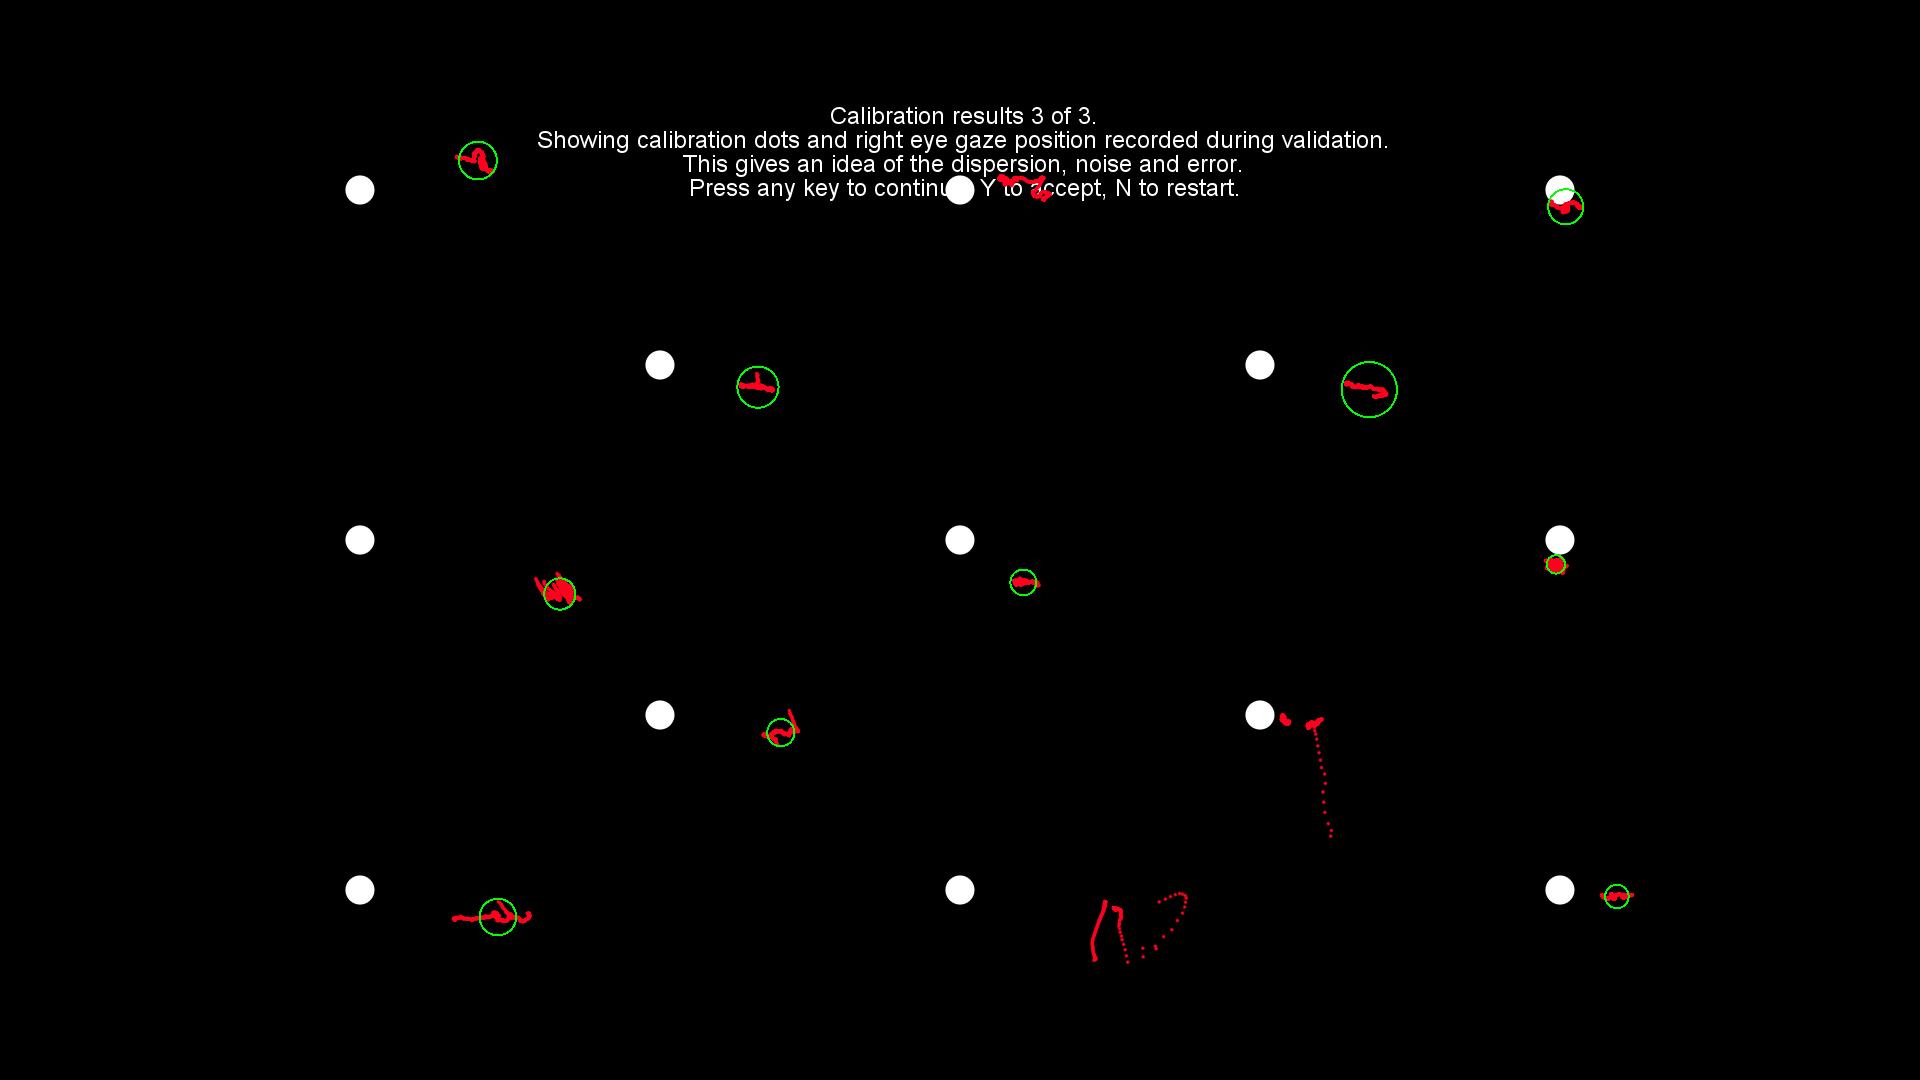 Calibration results 3 of 3.
Showing calibration dots and right eye gaze position recorded during validation.
This gives an idea of the dispersion, noise and error.
Press any key to continu Y to accept, N to restart.